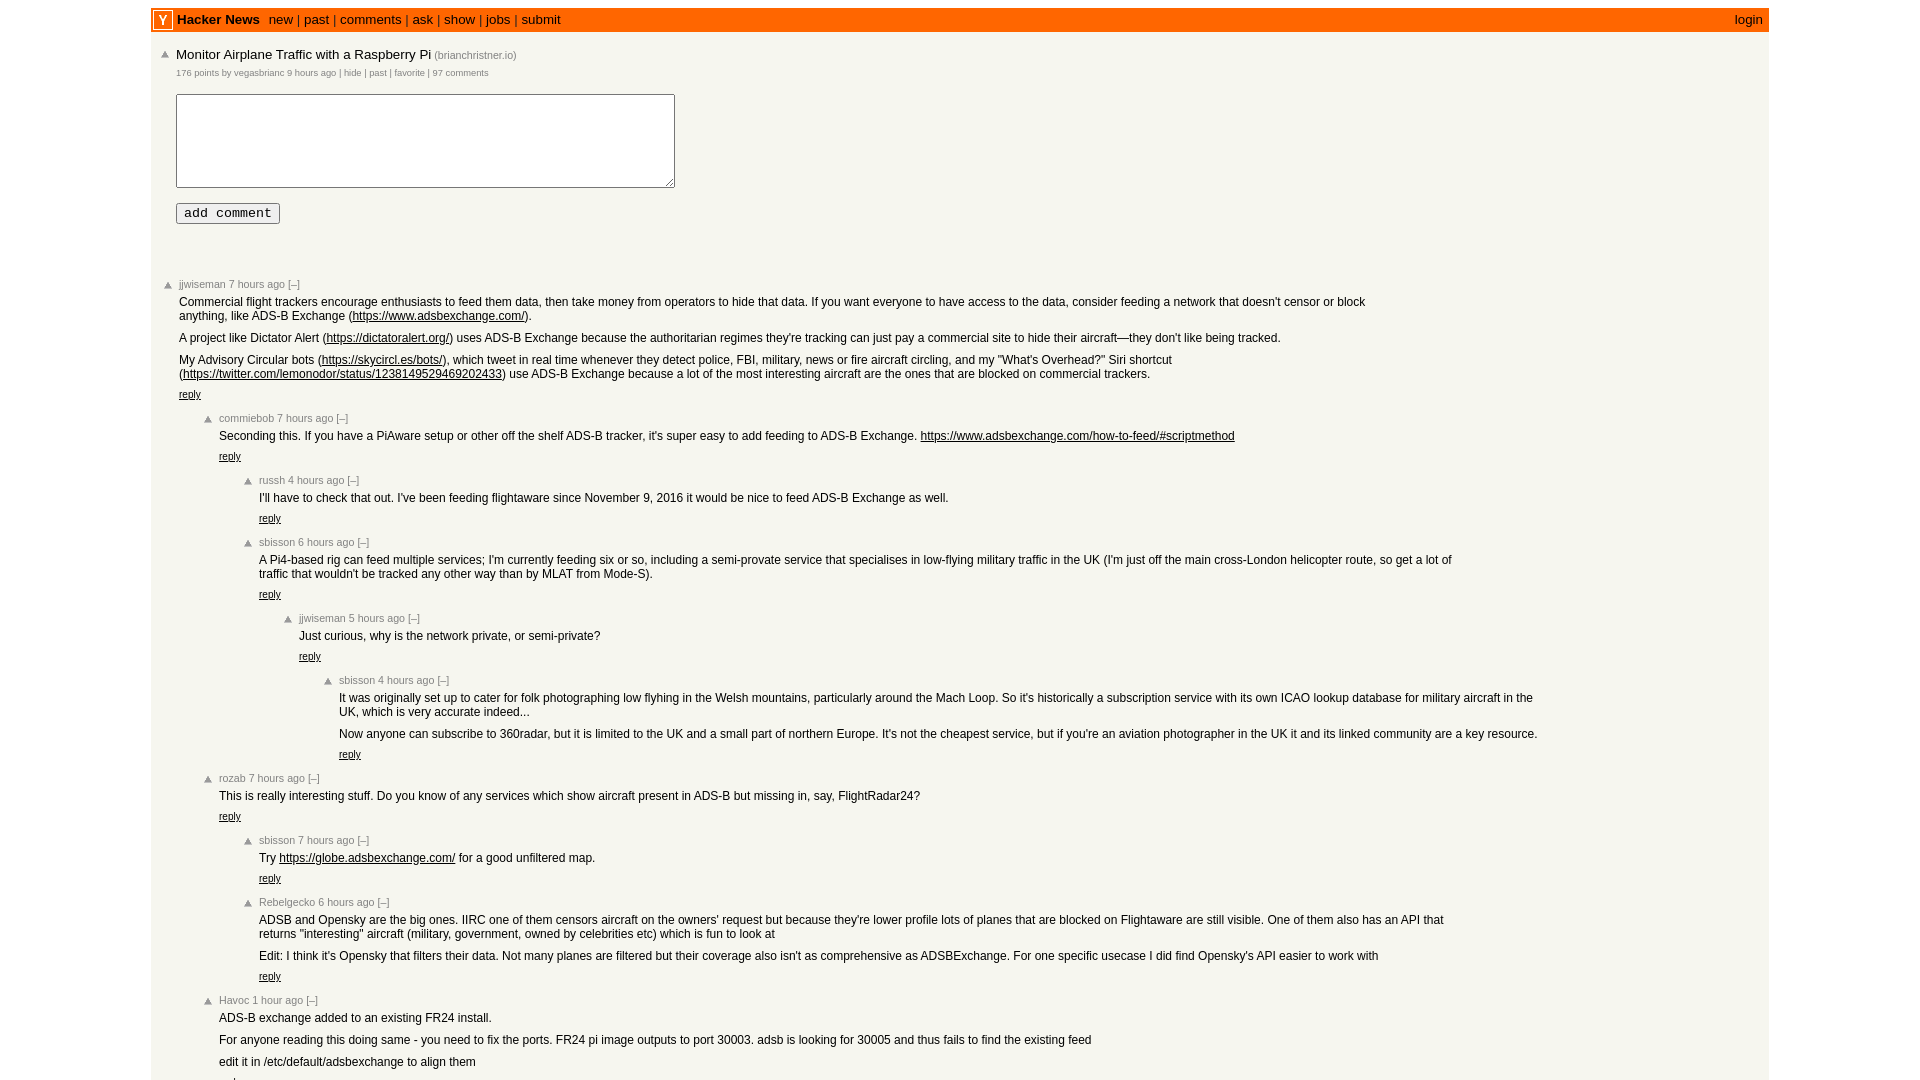 Y Hacker News new | past | comments | ask | show | jobs | submit login
Monitor Airplane Traffic with a Raspberry Pi (brianchristner.io)
176 points by vegasbrianc 9 hours ago | hide | past | favorite | 97 comments
add comment
jjwiseman 7 hours ago [–]
Commercial flight trackers encourage enthusiasts to feed them data, then take money from operators to hide that data. If you want everyone to have access to the data, consider feeding a network that doesn't censor or block
anything, like ADS-B Exchange (https://www.adsbexchange.com/).
A project like Dictator Alert (https://dictatoralert.org/) uses ADS-B Exchange because the authoritarian regimes they're tracking can just pay a commercial site to hide their aircraft—they don't like being tracked.
My Advisory Circular bots (https://skycircl.es/bots/), which tweet in real time whenever they detect police, FBI, military, news or fire aircraft circling, and my "What's Overhead?" Siri shortcut
(https://twitter.com/lemonodor/status/1238149529469202433) use ADS-B Exchange because a lot of the most interesting aircraft are the ones that are blocked on commercial trackers.
reply
commiebob 7 hours ago [–]
Seconding this. If you have a PiAware setup or other off the shelf ADS-B tracker, it's super easy to add feeding to ADS-B Exchange. https://www.adsbexchange.com/how-to-feed/#scriptmethod
reply
russh 4 hours ago [–]
I'll have to check that out. I've been feeding flightaware since November 9, 2016 it would be nice to feed ADS-B Exchange as well.
reply
sbisson 6 hours ago [–]
A Pi4-based rig can feed multiple services; I'm currently feeding six or so, including a semi-provate service that specialises in low-flying military traffic in the UK (I'm just off the main cross-London helicopter route, so get a lot of
traffic that wouldn't be tracked any other way than by MLAT from Mode-S).
reply
jjwiseman 5 hours ago [–]
Just curious, why is the network private, or semi-private?
reply
sbisson 4 hours ago [–]
It was originally set up to cater for folk photographing low flyhing in the Welsh mountains, particularly around the Mach Loop. So it's historically a subscription service with its own ICAO lookup database for military aircraft in the
UK, which is very accurate indeed...
Now anyone can subscribe to 360radar, but it is limited to the UK and a small part of northern Europe. It's not the cheapest service, but if you're an aviation photographer in the UK it and its linked community are a key resource.
reply
rozab 7 hours ago [–]
This is really interesting stuff. Do you know of any services which show aircraft present in ADS-B but missing in, say, FlightRadar24?
reply
sbisson 7 hours ago [–]
Try https://globe.adsbexchange.com/ for a good unfiltered map.
reply
Rebelgecko 6 hours ago [–]
ADSB and Opensky are the big ones. IIRC one of them censors aircraft on the owners' request but because they're lower profile lots of planes that are blocked on Flightaware are still visible. One of them also has an API that
returns "interesting" aircraft (military, government, owned by celebrities etc) which is fun to look at
Edit: I think it's Opensky that filters their data. Not many planes are filtered but their coverage also isn't as comprehensive as ADSBExchange. For one specific usecase I did find Opensky's API easier to work with
reply
Havoc 1 hour ago [–]
ADS-B exchange added to an existing FR24 install.
For anyone reading this doing same - you need to fix the ports. FR24 pi image outputs to port 30003. adsb is looking for 30005 and thus fails to find the existing feed
edit it in /etc/default/adsbexchange to align them